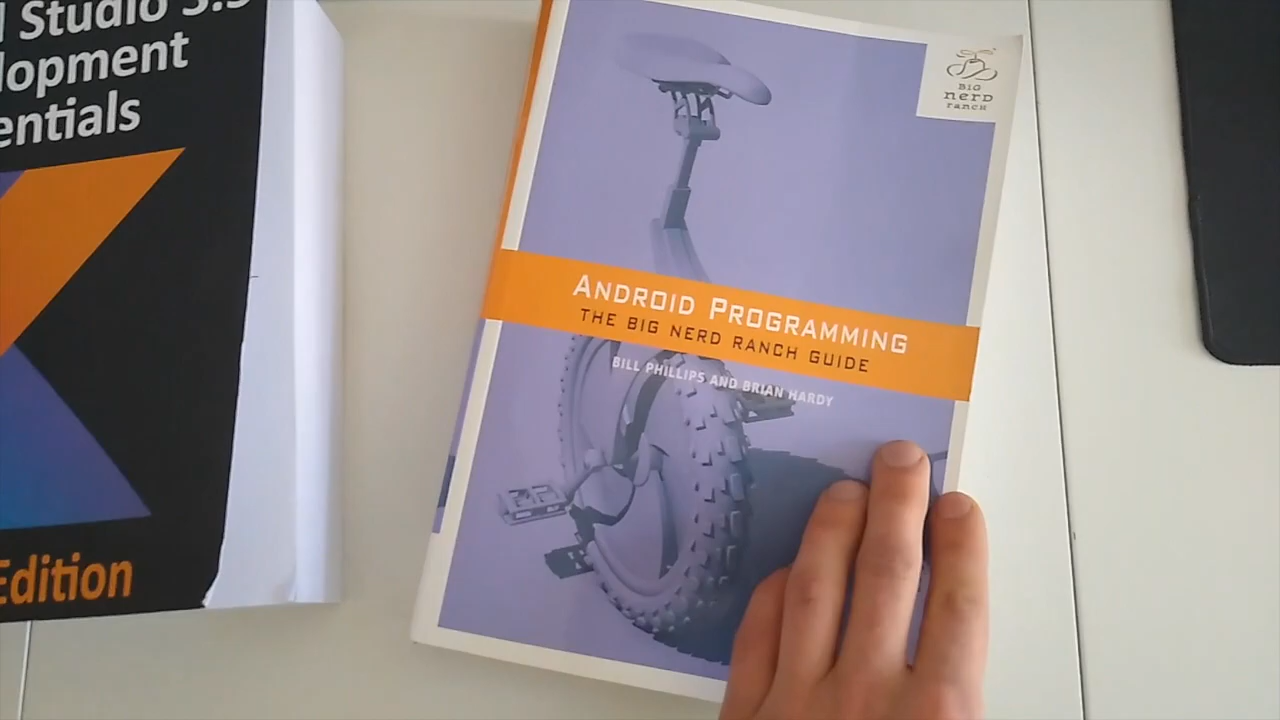 Studio 3.5
lopment
entials
Edition
BIG
nerd
ranch
ANDROID PROGRAMMING
THE BIG NERD RANCH GUIDE
BILL PHILLIPS AND BRIAN HARDY